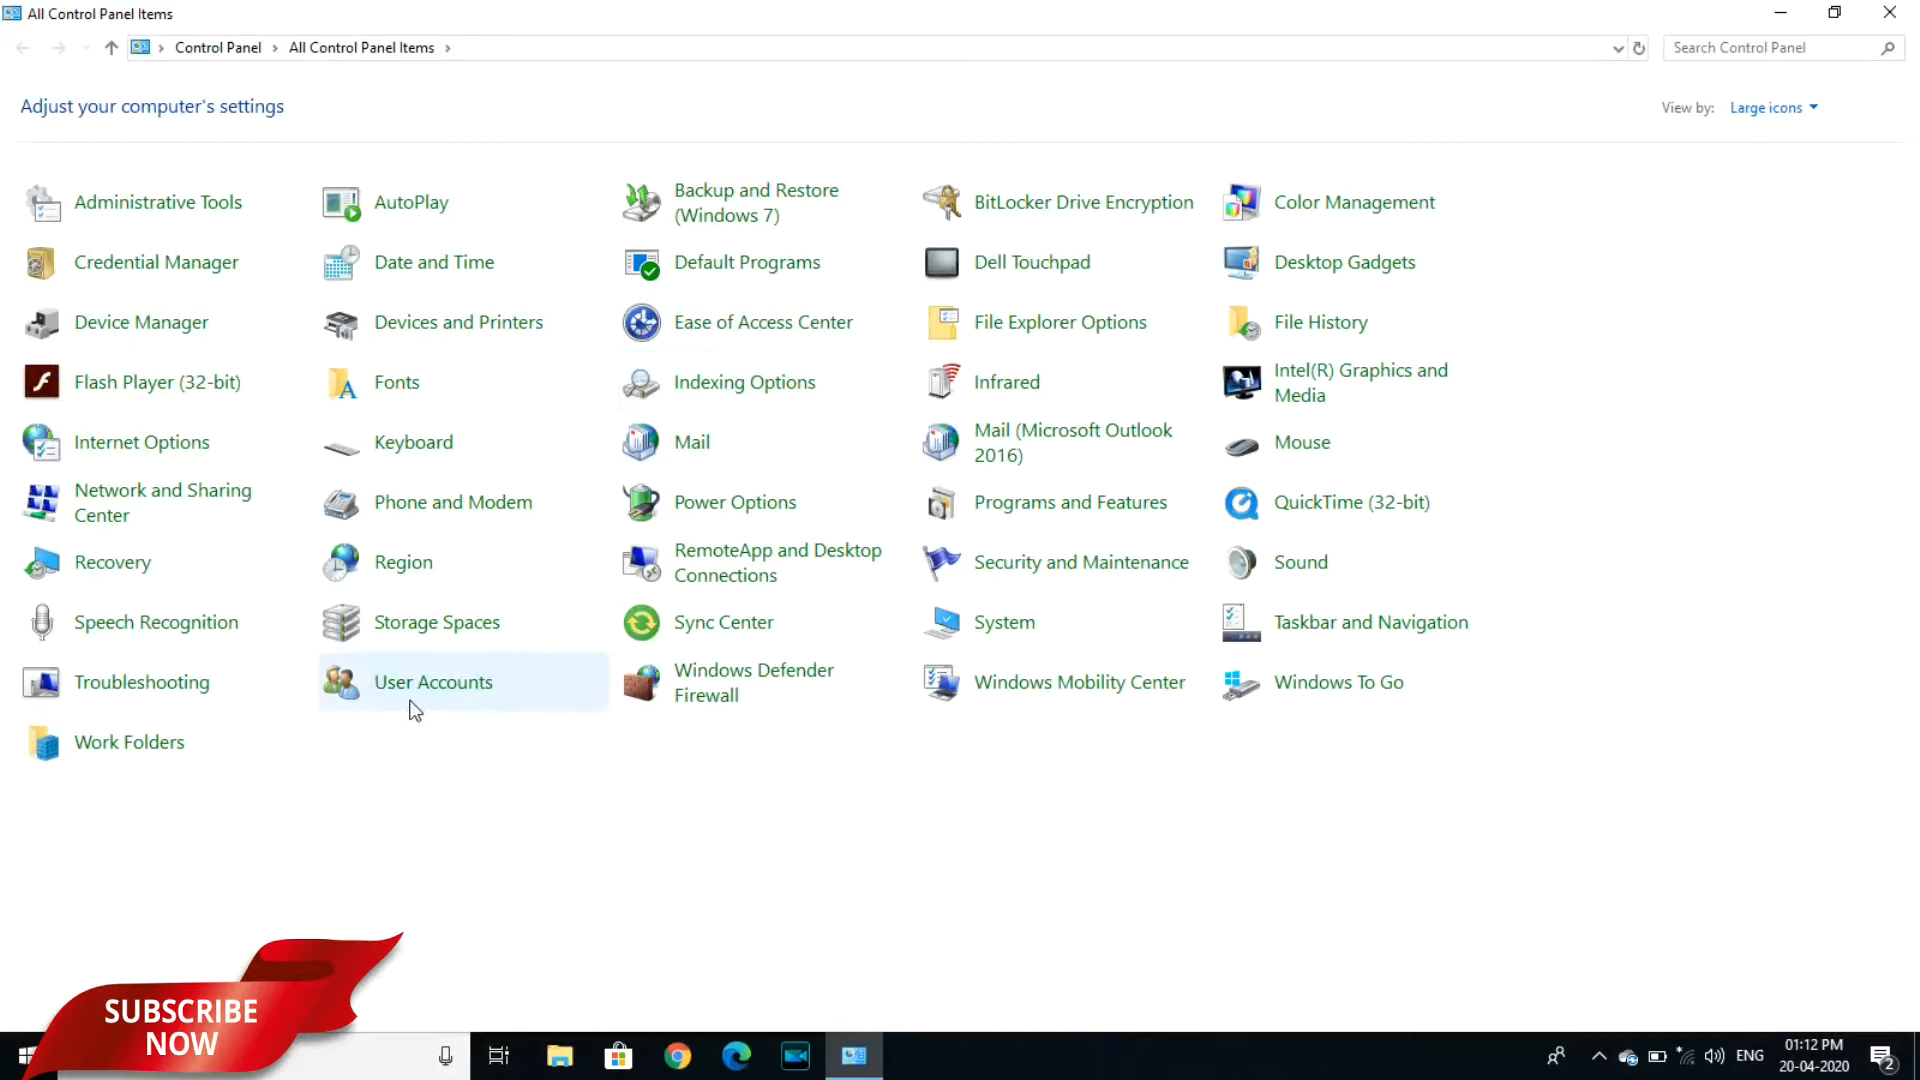 All Control Panel Items
Control Panel
All Control Panel Items
Search Control Panel
Adjust your computer's settings
View by:
Large icons
Administrative Tools
AutoPlay
Backup and Restore
(Windows 7)
BitLocker Drive Encryption
Color Management
Credential Manager
Date and Time
Default Programs
Dell Touchpad
Desktop Gadgets
Device Manager
Devices and Printers
Ease of Access Center
File Explorer Options
File History
Flash Player (32-bit)
Fonts
Indexing Options
Infrared
Intel(R) Graphics and
Media
Internet Options
Keyboard
Mail
Mail (Microsoft Outlook
2016)
Mouse
Network and Sharing
Center
Phone and Modem
Power Options
Programs and Features
QuickTime (32-bit)
Recovery
Region
RemoteApp and Desktop
Connections
Security and Maintenance
Sound
Speech Recognition
Storage Spaces
Sync Center
System
Taskbar and Navigation
Troubleshooting
User Accounts
Windows Defender
Firewall
Windows Mobility Center
Windows To Go
Work Folders
SUBSCRIBE
NOW
ENG
01:12 PM
20-04-2020
2